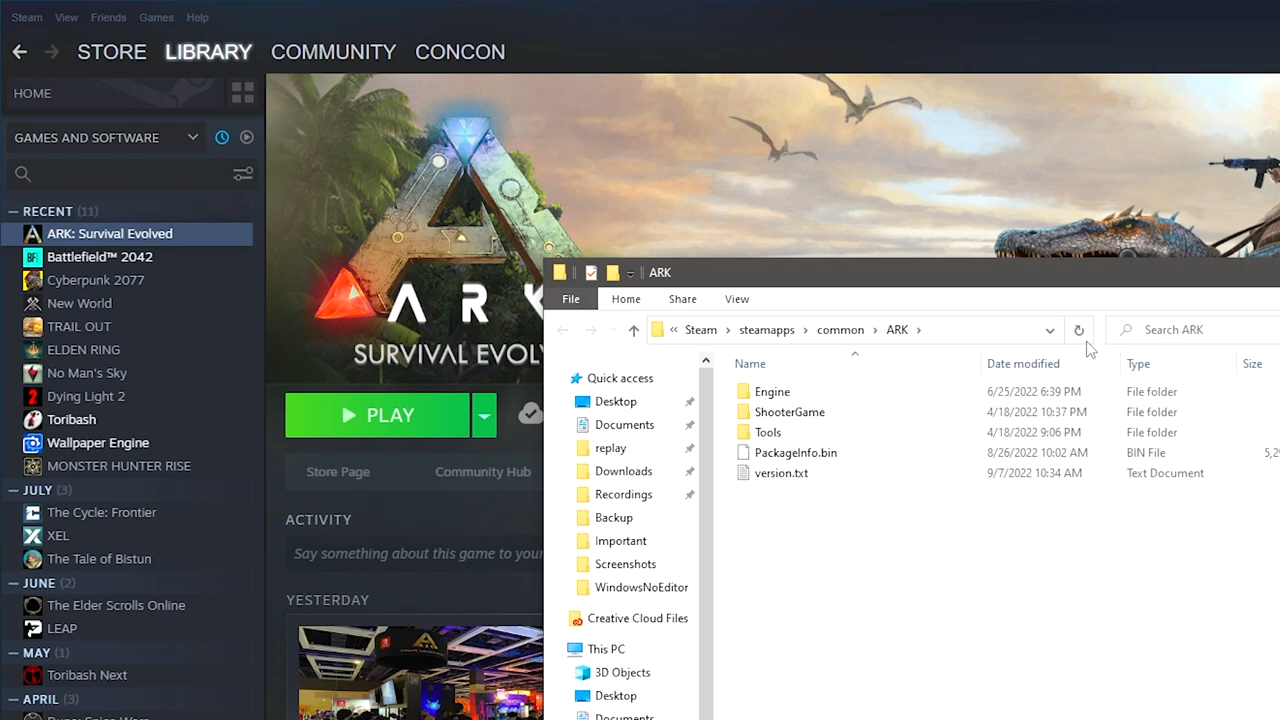 Steam View Friends Games Help
STORE LIBRARY COMMUNITY CONCON
HOME
GAMES AND SOFTWARE
RECENT (11)
ARK: Survival Evolved
Battlefield™ 2042
Cyberpunk 2077
New World
TRAIL OUT
ELDEN RING
No Man's Sky
Dying Light 2
Toribash
Wallpaper Engine
MONSTER HUNTER RISE
JULY (3)
The Cycle: Frontier
XEL
The Tale of Bistun
JUNE (2)
The Elder Scrolls Online
LEAP
MAY (1)
Toribash Next
APRIL (3)
ARK
SURVIVAL EVOLV
PLAY
Store Page Community Hub
ACTIVITY
Say something about this game to your
YESTERDAY
ARK
File Home Share View
« Steam › steamapps › common › ARK ›
Search ARK
Quick access
Desktop
Documents
replay
Downloads
Recordings
Backup
Important
Screenshots
WindowsNoEditor
Creative Cloud Files
This PC
3D Objects
Desktop
Documents
Name Date modified Type Size
Engine 6/25/2022 6:39 PM File folder
ShooterGame 4/18/2022 10:37 PM File folder
Tools 4/18/2022 9:06 PM File folder
PackageInfo.bin 8/26/2022 10:02 AM BIN File 5,29
version.txt 9/7/2022 10:34 AM Text Document